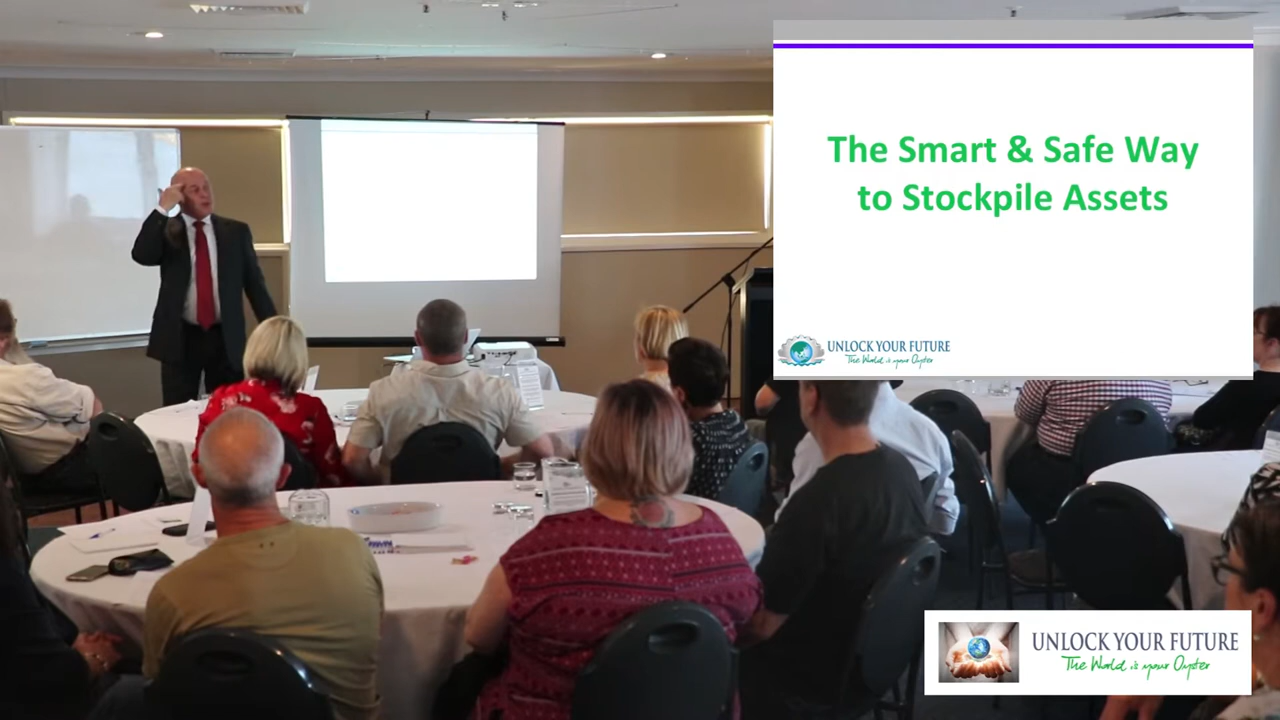 The Smart & Safe Way
to Stockpile Assets
UNLOCK YOUR FUTURE
The World is your Oyster
UNLOCK YOUR FUTURE
The World is your Oyster